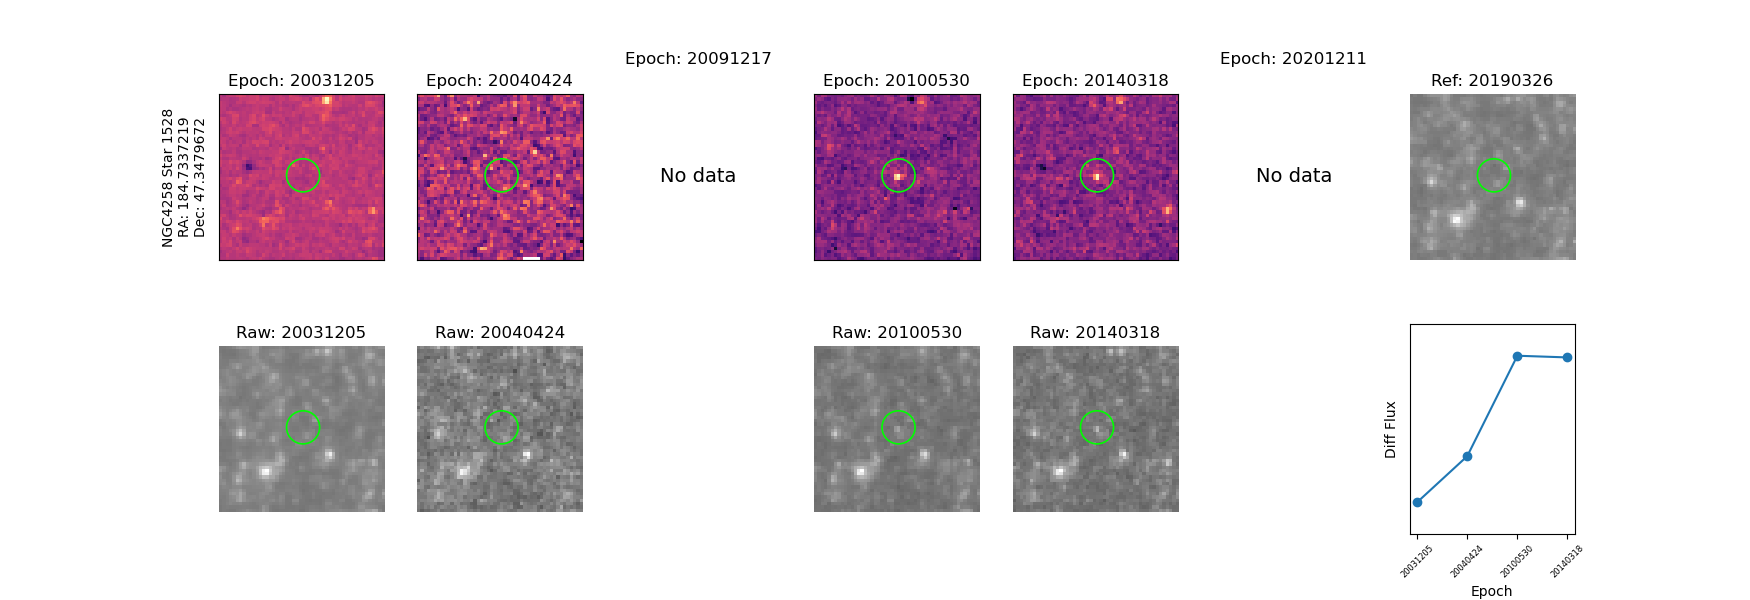 Epoch: 20091217
Epoch: 20201211
Epoch: 20031205
Epoch: 20040424
Epoch: 20100530
Epoch: 20140318
Ref: 20190326
NGC4258 Star 1528
RA: 184.7337219
Dec: 47.3479672
No data
No data
Raw: 20031205
Raw: 20040424
Raw: 20100530
Raw: 20140318
Diff Flux
20031205
20040424
20100530
20140318
Epoch